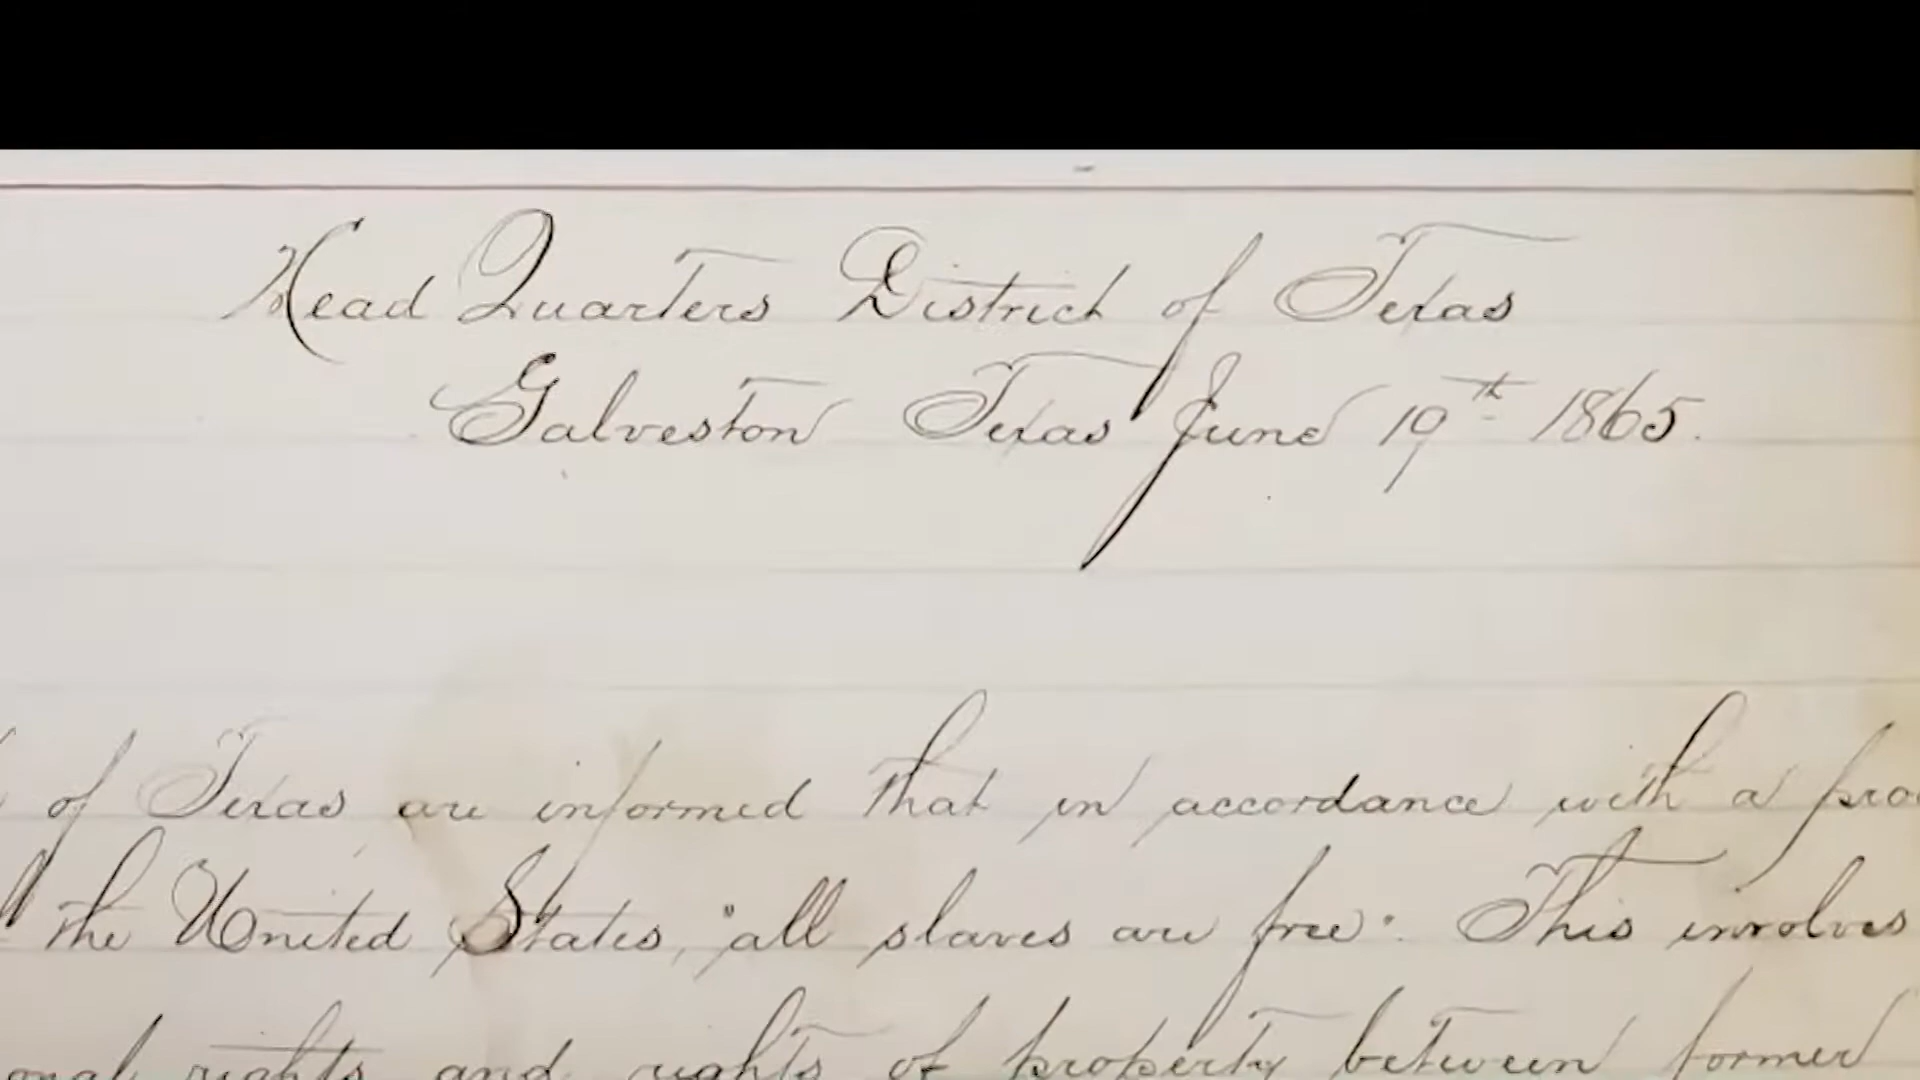 Head Quarters District of Texas
Galveston Texas June 19th 1865.
of Texas are informed that in accordance with a
the United States, "all slaves are free". This involves
rights and rights of property between former